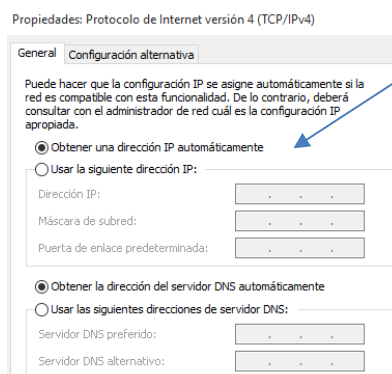 Propiedades: Protocolo de Internet versión 4 (TCP/IPv4)
General Configuración alternativa
Puede hacer que la configuración IP se asigne automáticamente si la
red es compatible con esta funcionalidad. De lo contrario, deberá
consultar con el administrador de red cuál es la configuración IP
apropiada.
Obtener una dirección IP automáticamente
Usar la siguiente dirección IP:
Dirección IP:
Máscara de subred:
Puerta de enlace predeterminada:
Obtener la dirección del servidor DNS automáticamente
Usar las siguientes direcciones de servidor DNS:
Servidor DNS preferido:
Servidor DNS alternativo: